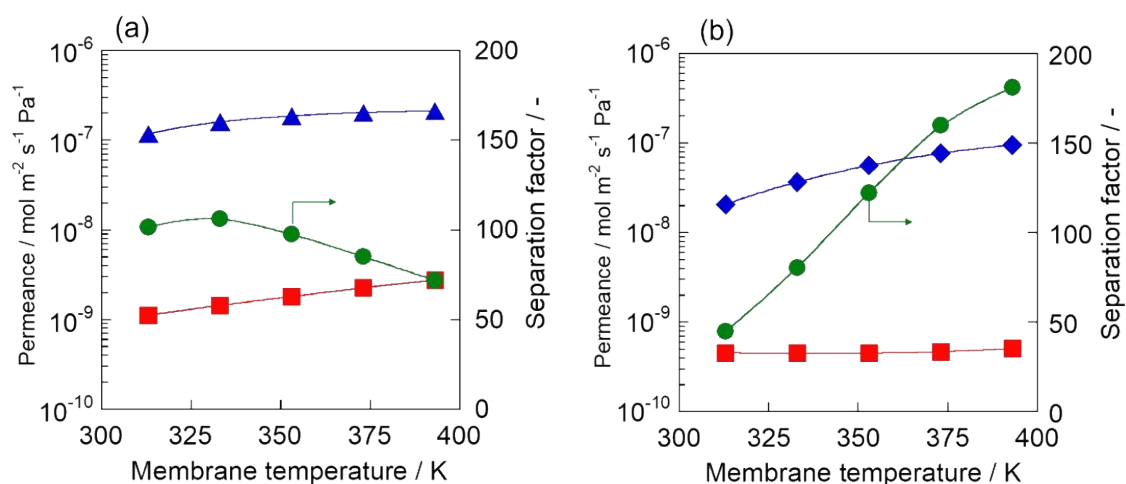 (a)
10⁻⁶
10⁻⁷
10⁻⁸
10⁻⁹
10⁻¹⁰
Permeance / mol m⁻² s⁻¹ Pa⁻¹
200
150
100
50
0
Separation factor / -
300 325 350 375 400
Membrane temperature / K
(b)
10⁻⁶
10⁻⁷
10⁻⁸
10⁻⁹
10⁻¹⁰
Permeance / mol m⁻² s⁻¹ Pa⁻¹
200
150
100
50
0
Separation factor / -
300 325 350 375 400
Membrane temperature / K